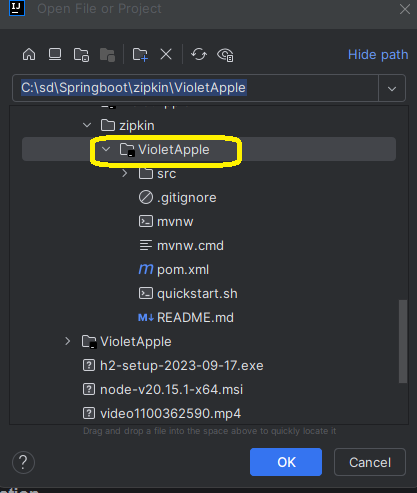 IJ
Open File or Project
Hide path
C:\sd\Springboot\zipkin\VioletApple
zipkin
VioletApple
src
.gitignore
mvnw
mvnw.cmd
m pom.xml
quickstart.sh
M↓ README.md
VioletApple
? h2-setup-2023-09-17.exe
? node-v20.15.1-x64.msi
? video1100362590.mp4
Drag and drop a file into the space above to quickly locate it
? OK Cancel